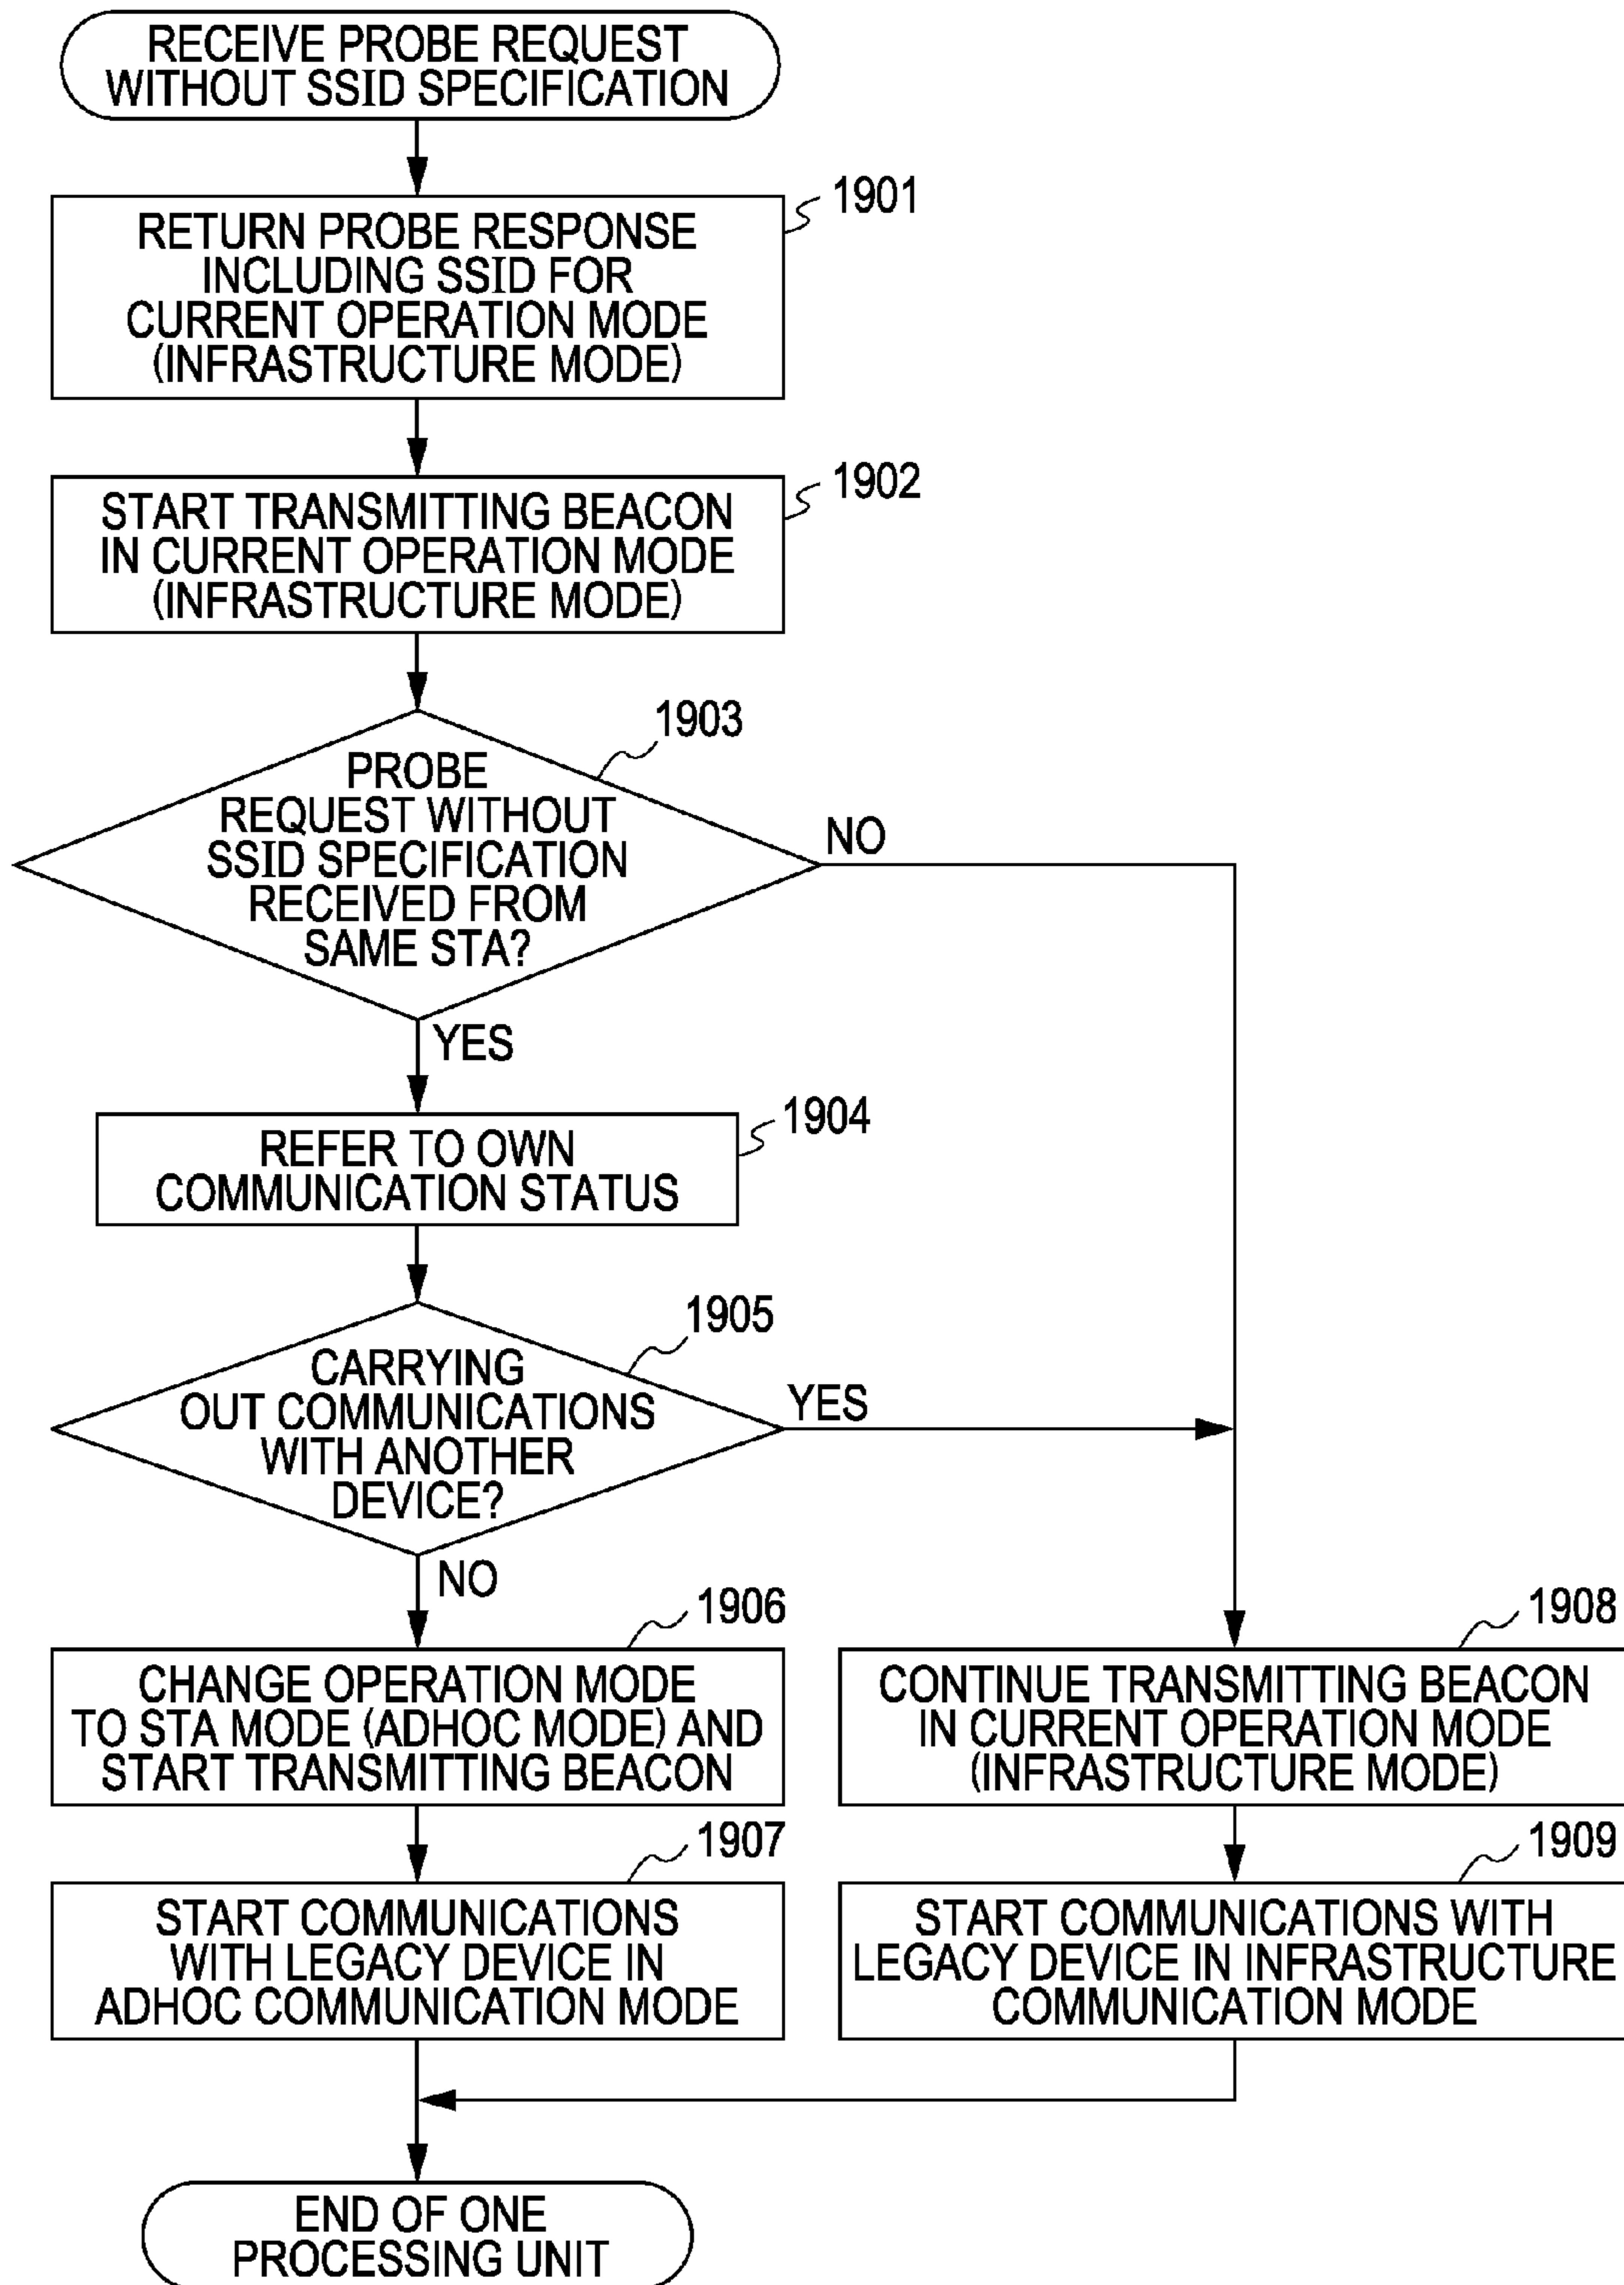 RECEIVE PROBE REQUEST
WITHOUT SSID SPECIFICATION
1901
RETURN PROBE RESPONSE
INCLUDING SSID FOR
CURRENT OPERATION MODE
(INFRASTRUCTURE MODE)
1902
START TRANSMITTING BEACON
IN CURRENT OPERATION MODE
(INFRASTRUCTURE MODE)
1903
PROBE
REQUEST WITHOUT
SSID SPECIFICATION
RECEIVED FROM
SAME STA?
NO
YES
1904
REFER TO OWN
COMMUNICATION STATUS
1905
CARRYING
OUT COMMUNICATIONS
WITH ANOTHER
DEVICE?
YES
NO
1906
CHANGE OPERATION MODE
TO STA MODE (ADHOC MODE) AND
START TRANSMITTING BEACON
1908
CONTINUE TRANSMITTING BEACON
IN CURRENT OPERATION MODE
(INFRASTRUCTURE MODE)
1907
START COMMUNICATIONS
WITH LEGACY DEVICE IN
ADHOC COMMUNICATION MODE
1909
START COMMUNICATIONS WITH
LEGACY DEVICE IN INFRASTRUCTURE
COMMUNICATION MODE
END OF ONE
PROCESSING UNIT